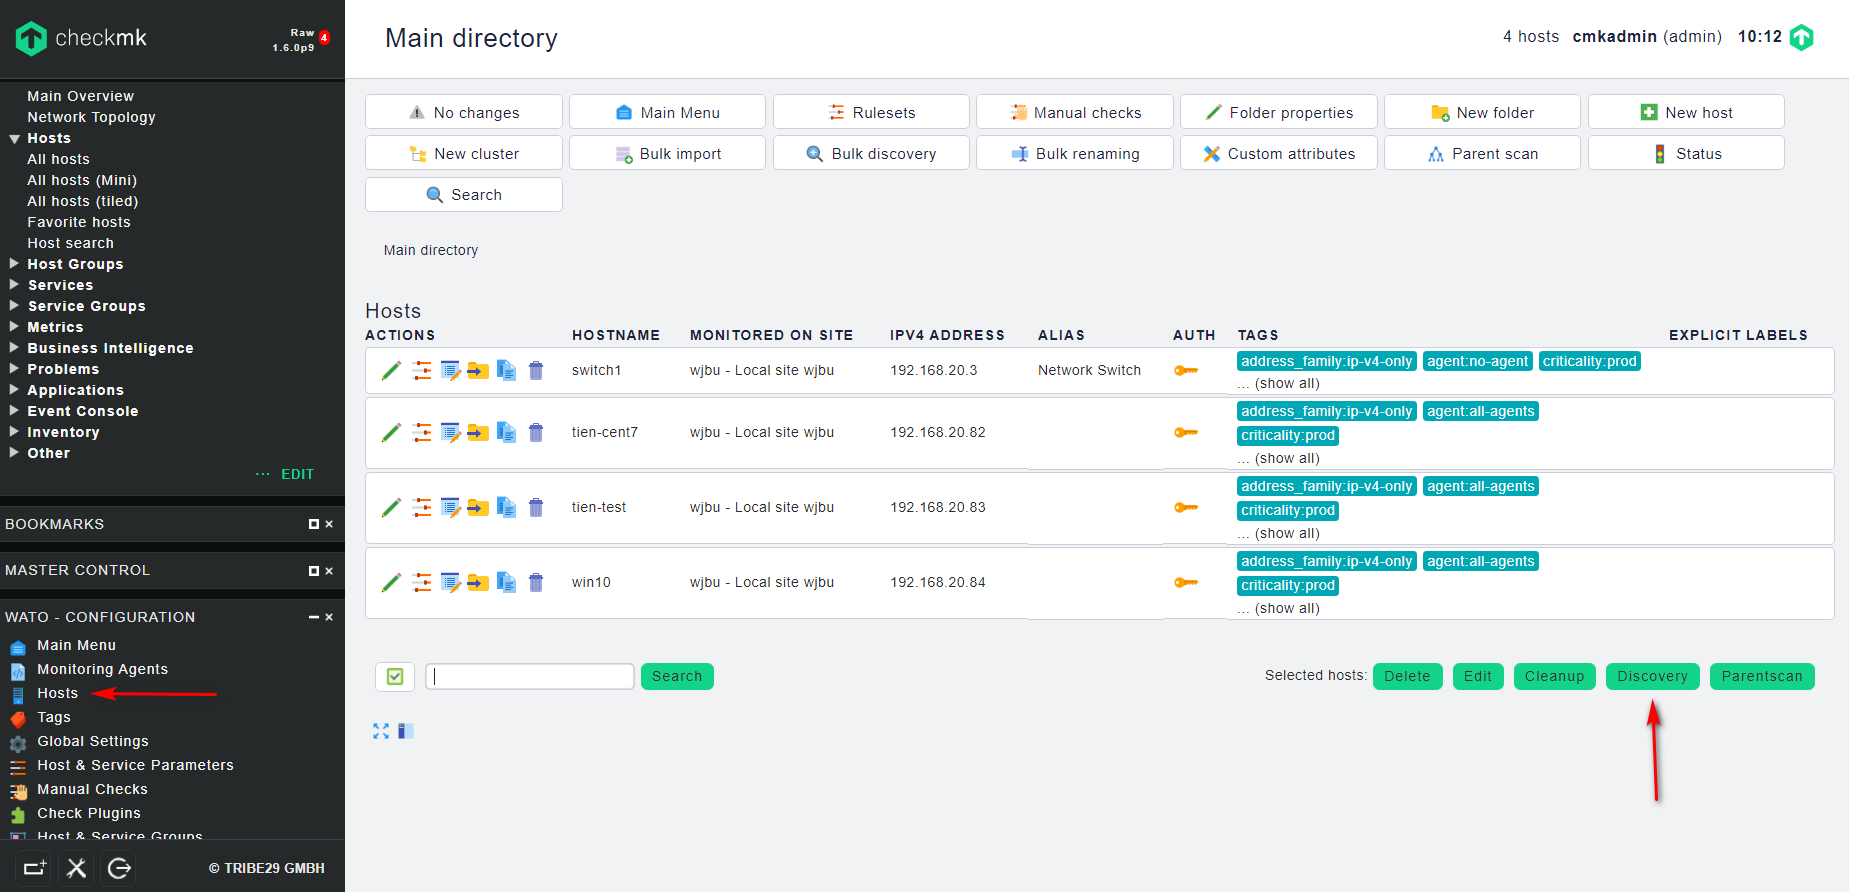 checkmk
Raw
1.6.0p9
4
Main Overview
Network Topology
Hosts
All hosts
All hosts (Mini)
All hosts (tiled)
Favorite hosts
Host search
Host Groups
Services
Service Groups
Metrics
Business Intelligence
Problems
Applications
Event Console
Inventory
Other
··· EDIT
BOOKMARKS
MASTER CONTROL
WATO - CONFIGURATION
Main Menu
Monitoring Agents
Hosts
Tags
Global Settings
Host & Service Parameters
Manual Checks
Check Plugins
Host & Service Groups
© TRIBE29 GMBH
Main directory
4 hosts cmkadmin (admin) 10:12
No changes Main Menu Rulesets Manual checks Folder properties New folder New host
New cluster Bulk import Bulk discovery Bulk renaming Custom attributes Parent scan Status
Search
Main directory
Hosts
ACTIONS HOSTNAME MONITORED ON SITE IPV4 ADDRESS ALIAS AUTH TAGS EXPLICIT LABELS
switch1 wjbu - Local site wjbu 192.168.20.3 Network Switch address_family:ip-v4-only agent:no-agent criticality:prod
... (show all)
tien-cent7 wjbu - Local site wjbu 192.168.20.82 address_family:ip-v4-only agent:all-agents
criticality:prod
... (show all)
tien-test wjbu - Local site wjbu 192.168.20.83 address_family:ip-v4-only agent:all-agents
criticality:prod
... (show all)
win10 wjbu - Local site wjbu 192.168.20.84 address_family:ip-v4-only agent:all-agents
criticality:prod
... (show all)
Search Selected hosts: Delete Edit Cleanup Discovery Parentscan